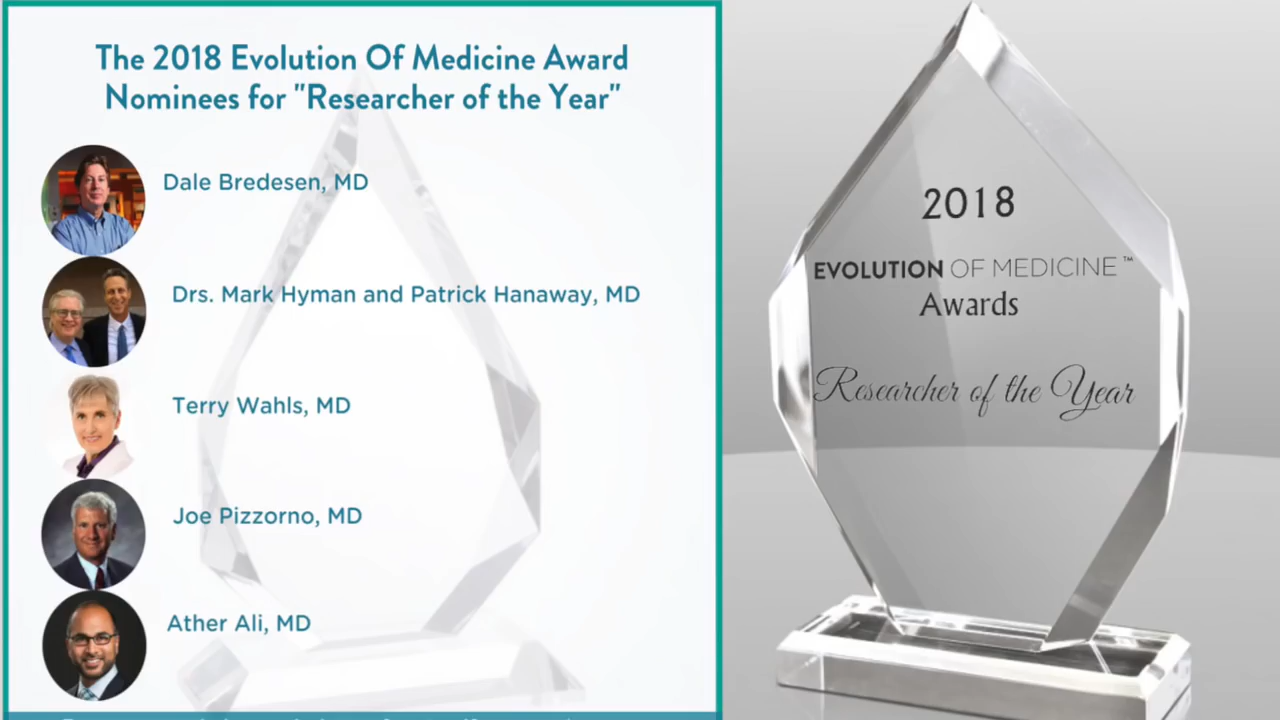 The 2018 Evolution Of Medicine Award
Nominees for "Researcher of the Year"
Dale Bredesen, MD
Drs. Mark Hyman and Patrick Hanaway, MD
Terry Wahls, MD
Joe Pizzorno, MD
Ather Ali, MD
2018
EVOLUTION OF MEDICINE™
Awards
Researcher of the Year